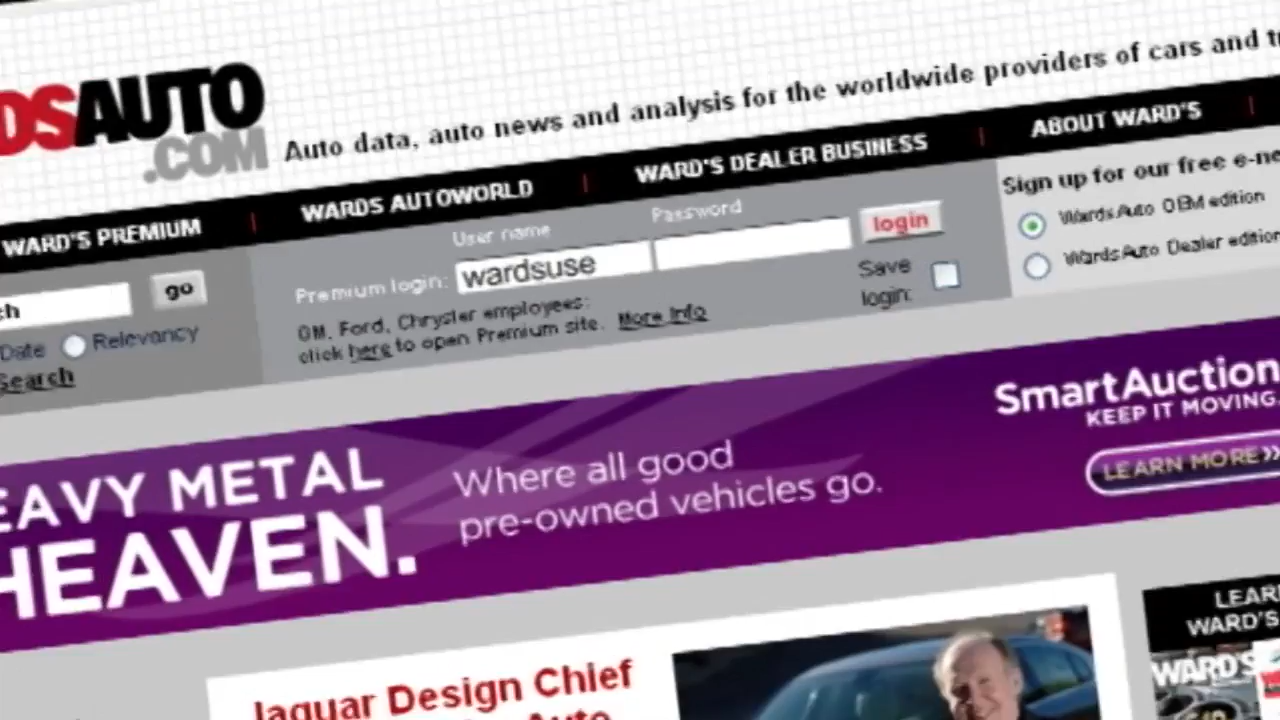 DSAUTO
.COM
Auto data, auto news and analysis for the worldwide providers of cars and
WARD'S PREMIUM | WARDS AUTOWORLD | WARD'S DEALER BUSINESS | ABOUT WARD'S |
User name Password
ch go Premium login: wardsuse login
Date Relevancy
Search
GM, Ford, Chrysler employees:
click here to open Premium site. More Info
Save
login:
Sign up for our free
WardsAuto OEM edition
WardsAuto Dealer edition
EAVY METAL
HEAVEN.
Where all good
pre-owned vehicles go.
SmartAuction
KEEP IT MOVING.
LEARN MORE »
Jaguar Design Chief
Auto
LEAR
WARD'S
WARD'S